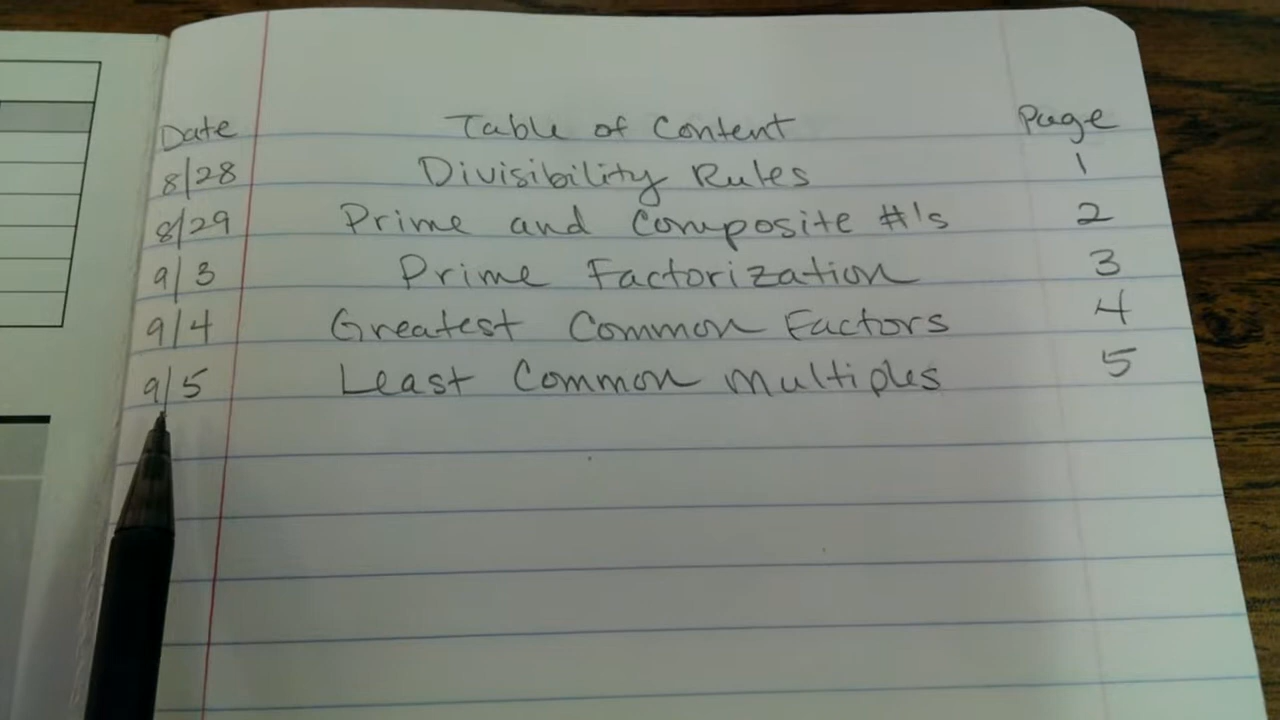 Date Table of Content Page
8/28 Divisibility Rules 1
8/29 Prime and Composite #'s 2
9/3 Prime Factorization 3
9/4 Greatest Common Factors 4
9/5 Least Common Multiples 5